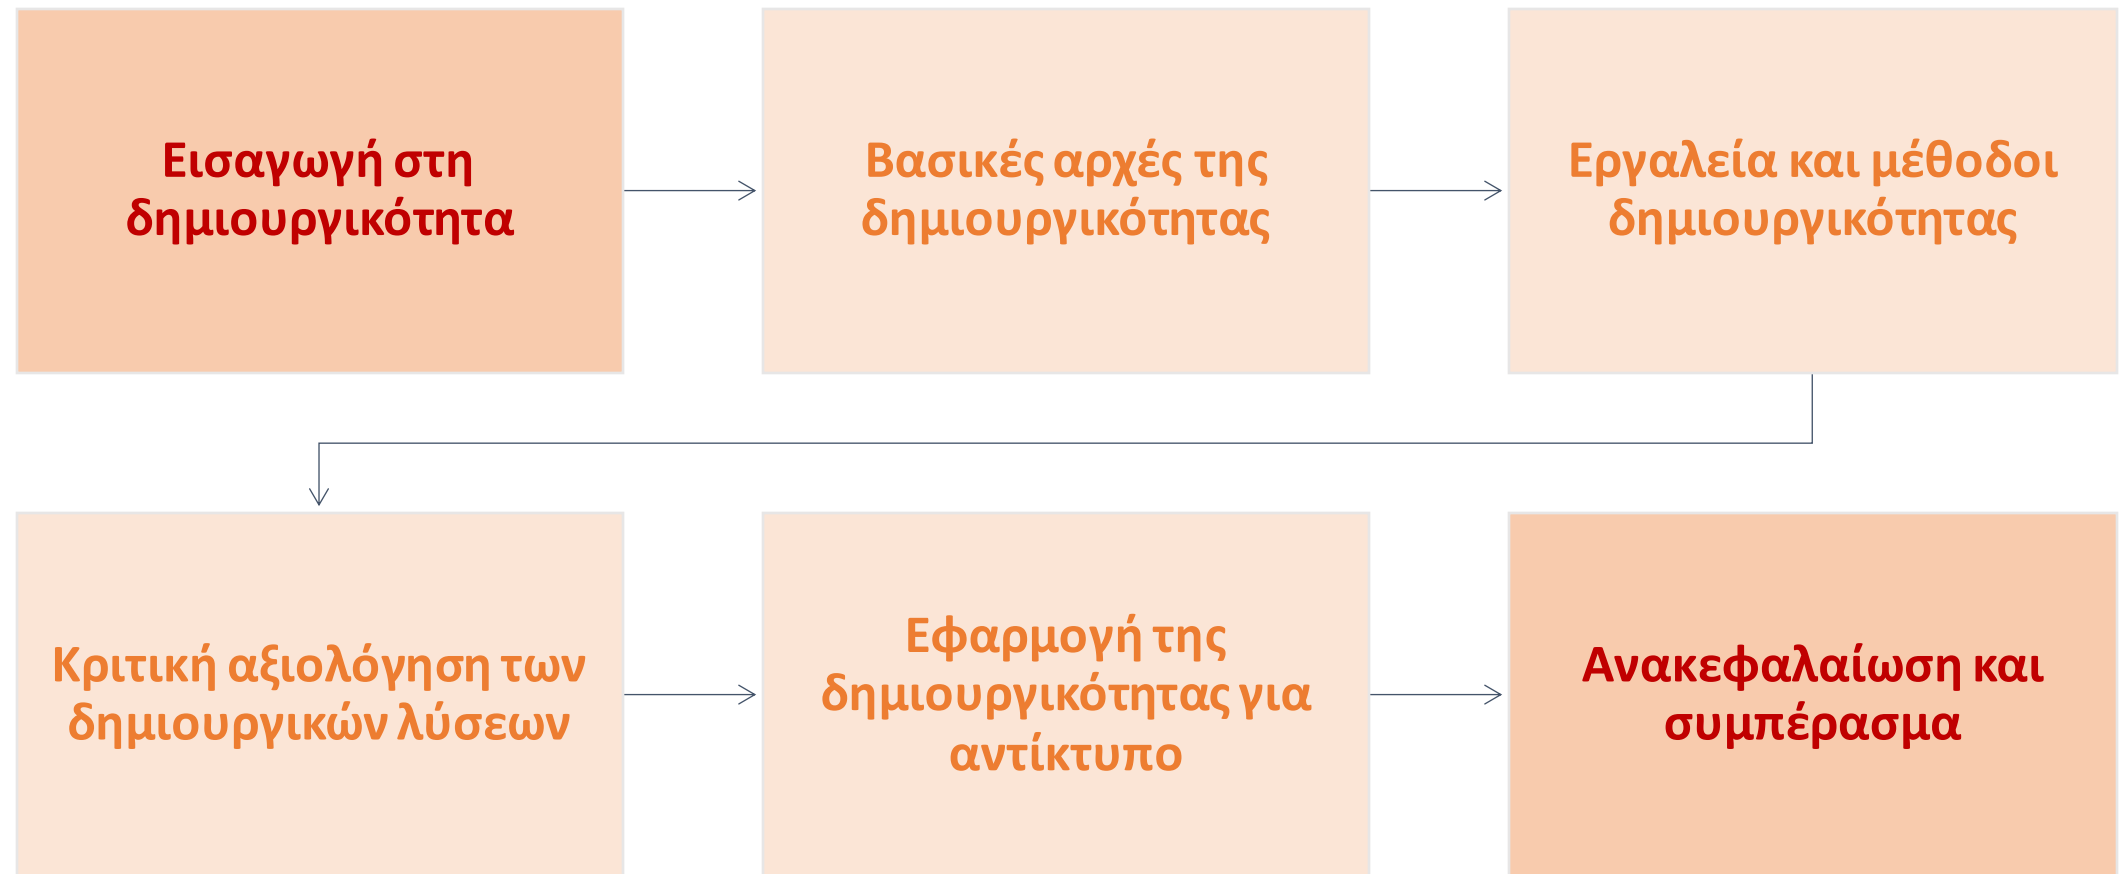 Εισαγωγή στη
δημιουργικότητα
Βασικές αρχές της
δημιουργικότητας
Εργαλεία και μέθοδοι
δημιουργικότητας
Κριτική αξιολόγηση των
δημιουργικών λύσεων
Εφαρμογή της
δημιουργικότητας για
αντίκτυπο
Ανακεφαλαίωση και
συμπέρασμα